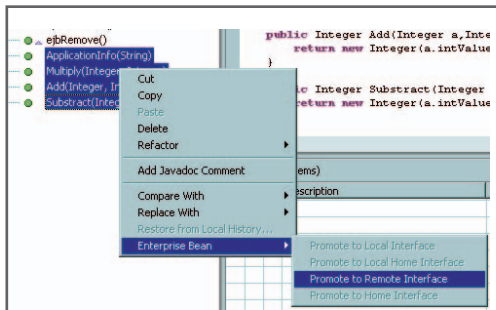 ejbRemove()
ApplicationInfo(String)
Multiply(Integer
Add(Integer, In
Substract(Integ
public Integer Add(Integer a,Inte
return new Integer(a.intValue
}
ic Integer Substract(Integer
return new Integer(a.intValue
ems)
escription
Cut
Copy
Paste
Delete
Refactor
Add Javadoc Comment
Compare With
Replace With
Restore from Local History...
Enterprise Bean
Promote to Local Interface
Promote to Local Home Interface
Promote to Remote Interface
Promote to Home Interface